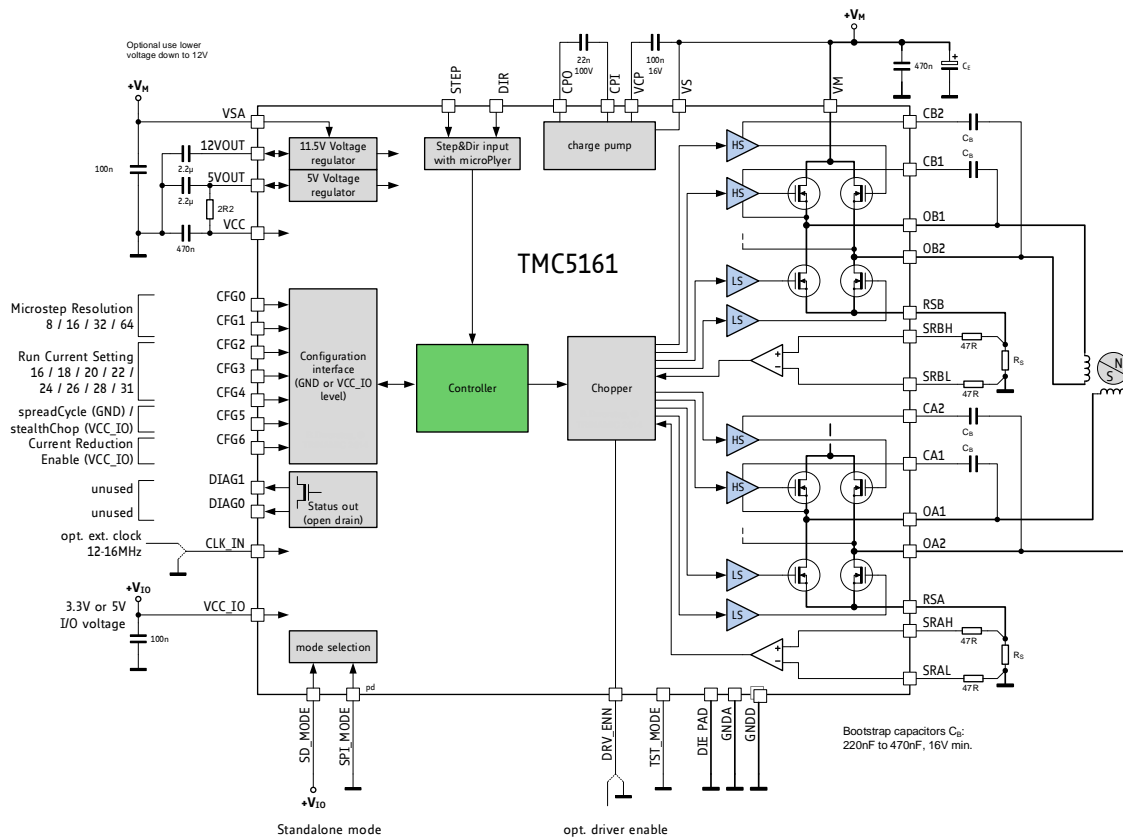 +VM
Optional use lower
voltage down to 12V
+VM
22n
100V
100n
16V
470n
CE
+
STEP
DIR
CPO
CPI
VCP
VS
VM
VSA
11.5V Voltage
regulator
12VOUT
2.2µ
5V Voltage
regulator
5VOUT
2.2µ
2R2
100n
VCC
470n
Step&Dir input
with microPlyer
charge pump
HS
CB2
CB
HS
CB1
CB
OB1
OB2
TMC5161
LS
LS
RSB
SRBH
47R
RS
SRBL
47R
+
−
N
S
Microstep Resolution
8 / 16 / 32 / 64
Run Current Setting
16 / 18 / 20 / 22 /
24 / 26 / 28 / 31
spreadCycle (GND) /
stealthChop (VCC_IO)
Current Reduction
Enable (VCC_IO)
CFG0
CFG1
CFG2
CFG3
CFG4
CFG5
CFG6
Configuration
interface
(GND or VCC_IO
level)
Controller
Chopper
HS
CA2
CB
HS
CA1
CB
OA1
OA2
unused
unused
DIAG1
DIAG0
Status out
(open drain)
opt. ext. clock
12-16MHz
CLK_IN
LS
LS
RSA
SRAH
47R
RS
SRAL
47R
+
−
+VIO
3.3V or 5V
I/O voltage
VCC_IO
100n
mode selection
pd
SD_MODE
SPI_MODE
DRV_ENN
TST_MODE
DIE_PAD
GNDA
GNDD
Bootstrap capacitors CB:
220nF to 470nF, 16V min.
+VIO
Standalone mode
opt. driver enable